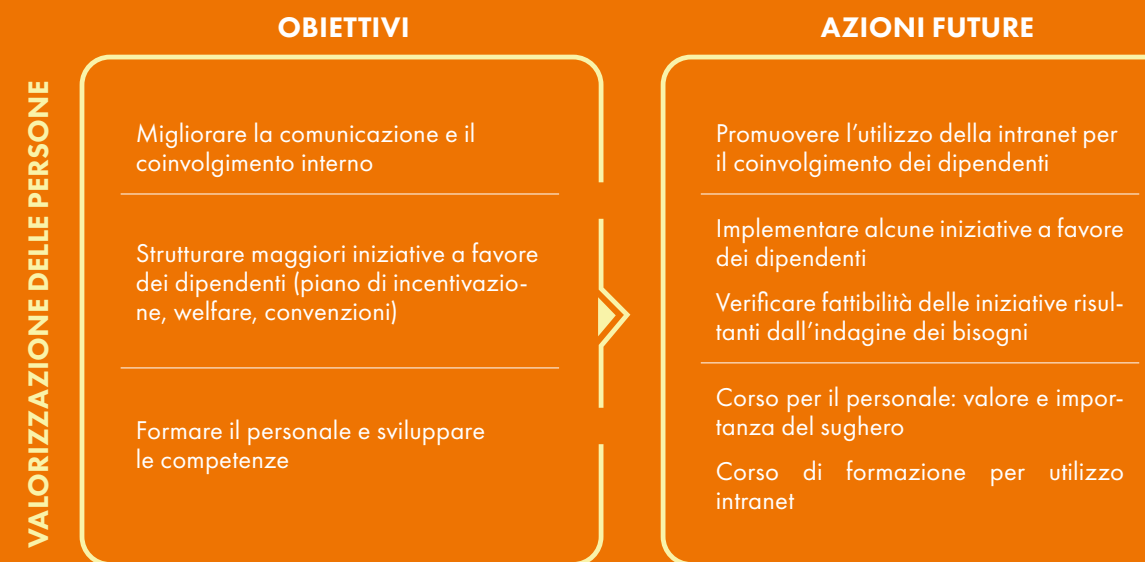 VALORIZZAZIONE DELLE PERSONE
OBIETTIVI
Migliorare la comunicazione e il
coinvolgimento interno
Strutturare maggiori iniziative a favore
dei dipendenti (piano di incentivazio-
ne, welfare, convenzioni)
Formare il personale e sviluppare
le competenze
AZIONI FUTURE
Promuovere l'utilizzo della intranet per
il coinvolgimento dei dipendenti
Implementare alcune iniziative a favore
dei dipendenti
Verificare fattibilità delle iniziative risul-
tanti dall'indagine dei bisogni
Corso per il personale: valore e impor-
tanza del sughero
Corso di formazione per utilizzo
intranet